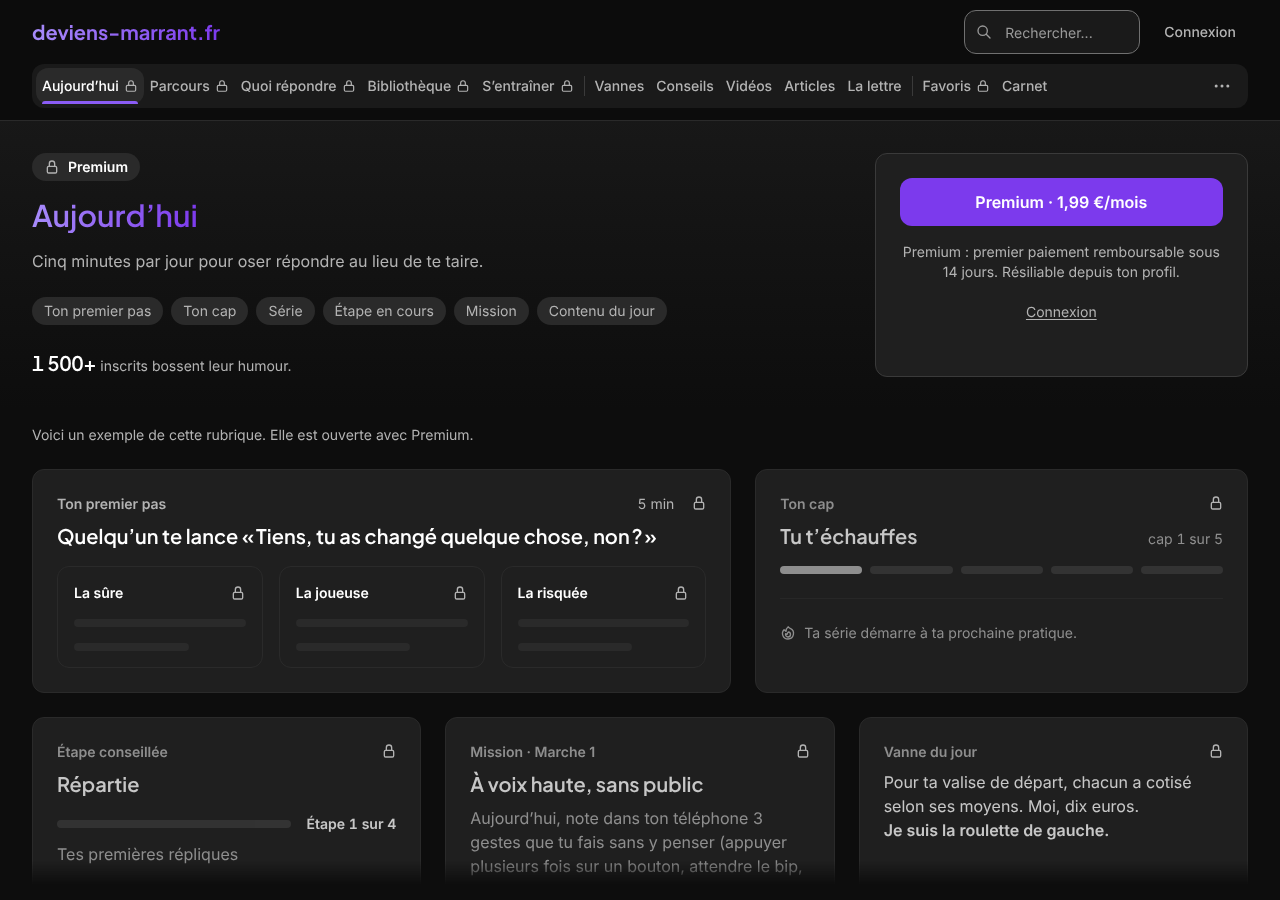 deviens-marrant.fr
Rechercher...
Connexion
Aujourd’hui Parcours Quoi répondre Bibliothèque S’entraîner Vannes Conseils Vidéos Articles La lettre Favoris Carnet
Premium
Aujourd’hui
Cinq minutes par jour pour oser répondre au lieu de te taire.
Ton premier pas Ton cap Série Étape en cours Mission Contenu du jour
1 500+ inscrits bossent leur humour.
Premium · 1,99 €/mois
Premium : premier paiement remboursable sous
14 jours. Résiliable depuis ton profil.
Connexion
Voici un exemple de cette rubrique. Elle est ouverte avec Premium.
Ton premier pas 5 min
Quelqu’un te lance « Tiens, tu as changé quelque chose, non ? »
La sûre La joueuse La risquée
Ton cap
Tu t’échauffes cap 1 sur 5
Ta série démarre à ta prochaine pratique.
Étape conseillée
Répartie
Étape 1 sur 4
Tes premières répliques
Mission · Marche 1
À voix haute, sans public
Aujourd’hui, note dans ton téléphone 3
gestes que tu fais sans y penser (appuyer
plusieurs fois sur un bouton, attendre le bip,
Vanne du jour
Pour ta valise de départ, chacun a cotisé
selon ses moyens. Moi, dix euros.
Je suis la roulette de gauche.